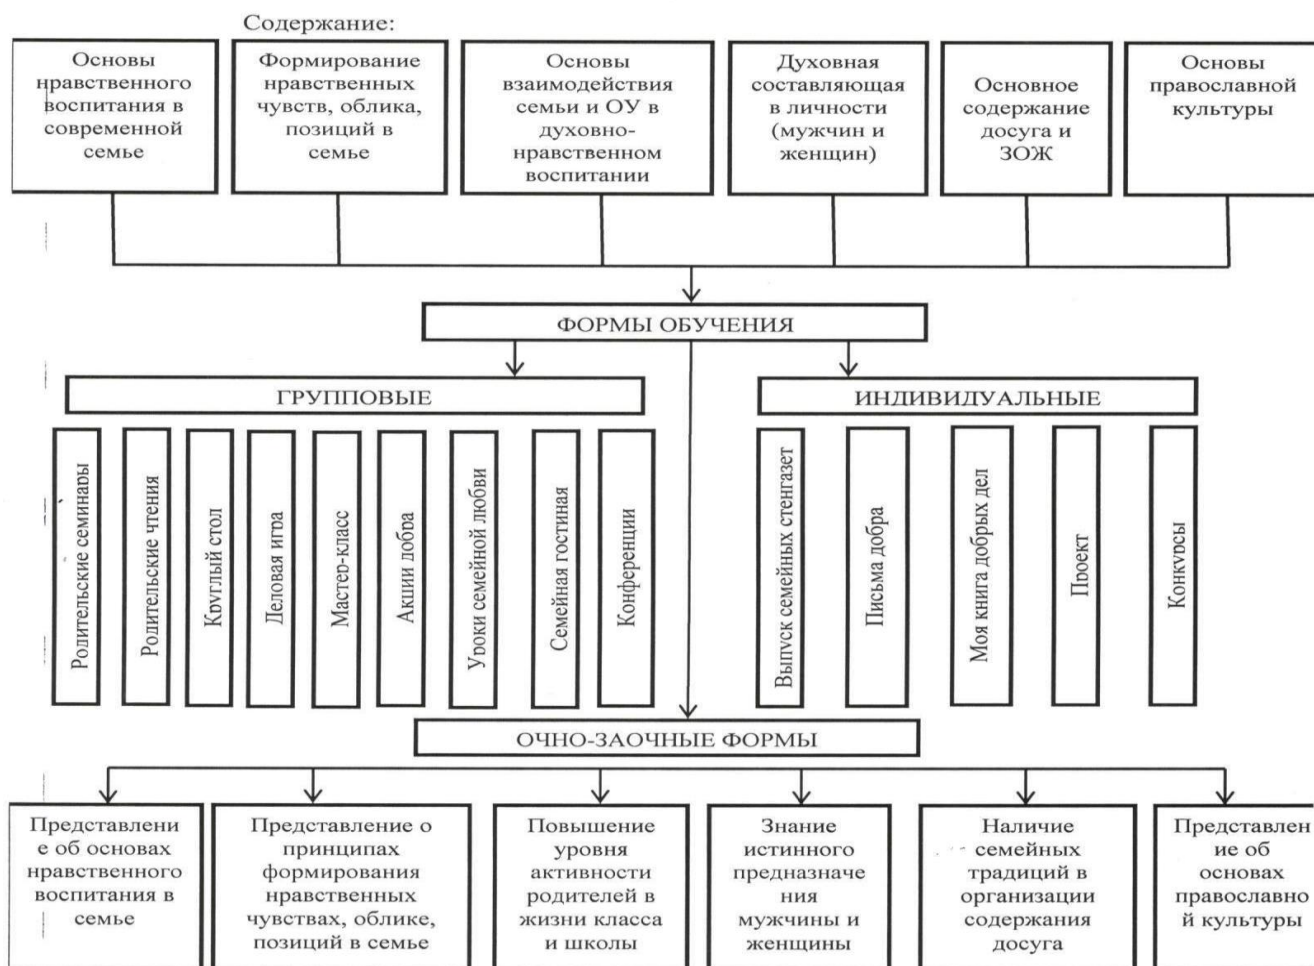 Содержание:
Основы
нравственного
воспитания в
современной
семье
Формирование
нравственных
чувств, облика,
позиций в
семье
Основы
взаимодействия
семьи и ОУ в
духовно-
нравственном
воспитании
Духовная
составляющая
в личности
(мужчин и
женщин)
Основное
содержание
досуга и
ЗОЖ
Основы
православной
культуры
ФОРМЫ ОБУЧЕНИЯ
ГРУППОВЫЕ
ИНДИВИДУАЛЬНЫЕ
Родительские семинары
Родительские чтения
Круглый стол
Деловая игра
Мастер-класс
Акции добра
Уроки семейной любви
Семейная гостиная
Конференции
Выпуск семейных стенгазет
Письма добра
Моя книга добрых дел
Проект
Конкурсы
ОЧНО-ЗАОЧНЫЕ ФОРМЫ
Представлени
е об основах
нравственного
воспитания в
семье
Представление о
принципах
формирования
нравственных
чувствах, облике,
позиций в семье
Повышение
уровня
активности
родителей в
жизни класса
и школы
Знание
истинного
предназначе
ния
мужчины и
женщины
Наличие
семейных
традиций в
организации
содержания
досуга
Представлен
ие об
основах
православно
й культуры